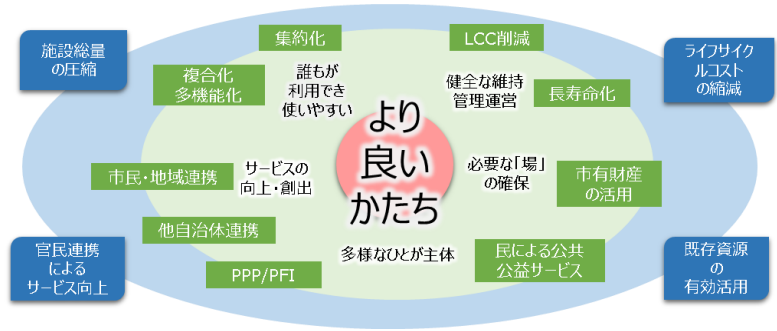 施設総量
の圧縮
集約化
LCC削減
ライフサイク
ルコスト
の縮減
複合化
多機能化
誰もが
利用でき
使いやすい
健全な維持
管理運営
長寿命化
より
良い
かたち
市民・地域連携
サービスの
向上・創出
必要な「場」
の確保
市有財産
の活用
他自治体連携
多様なひとが主体
官民連携
による
サービス向上
PPP/PFI
民による公共
公益サービス
既存資源
の
有効活用